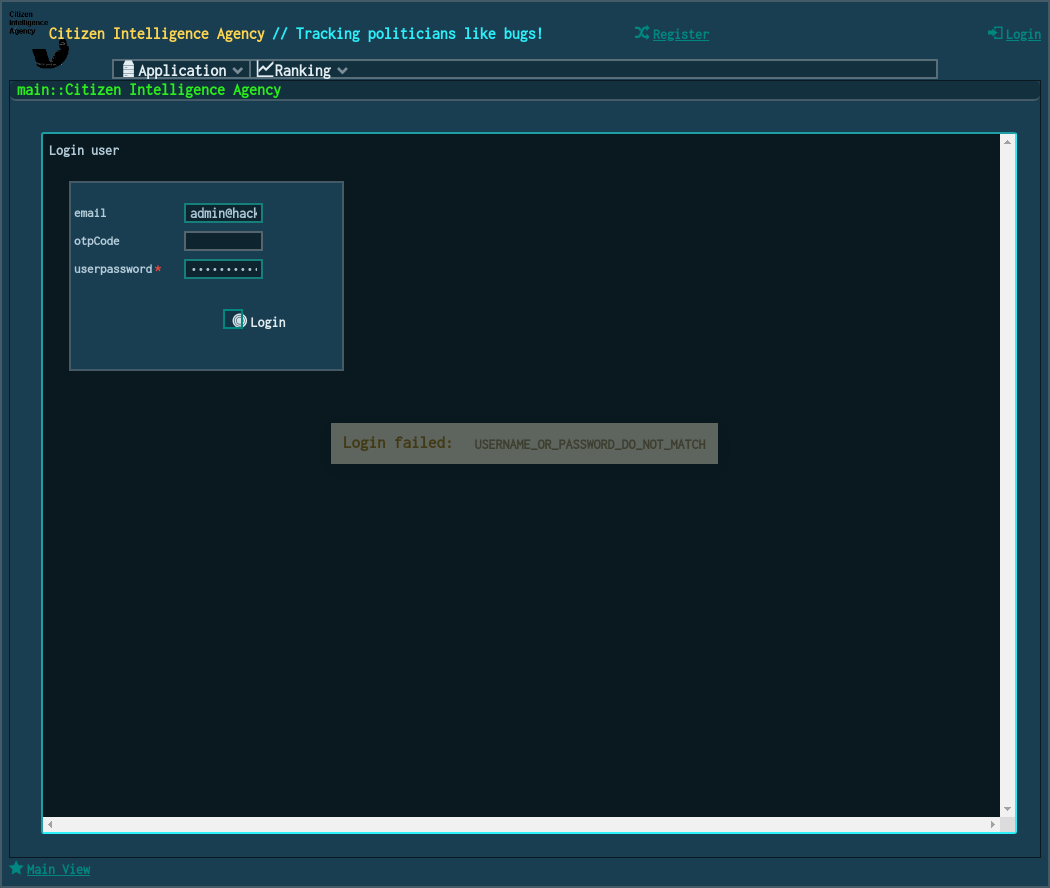 Citizen
Intelligence
Agency
Citizen Intelligence Agency // Tracking politicians like bugs!
Register
Login
Application
Ranking
main::Citizen Intelligence Agency
Login user
email
admin@hack
otpCode
userpassword*
Login
Login failed: USERNAME_OR_PASSWORD_DO_NOT_MATCH
Main View